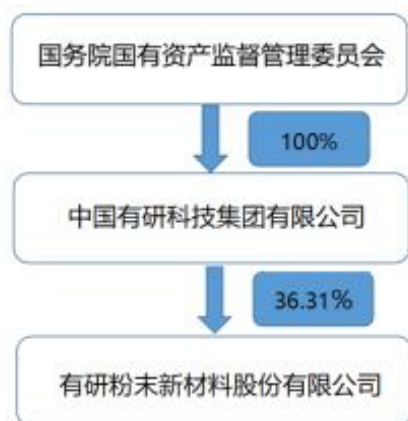 国务院国有资产监督管理委员会
100%
中国有研科技集团有限公司
36.31%
有研粉末新材料股份有限公司